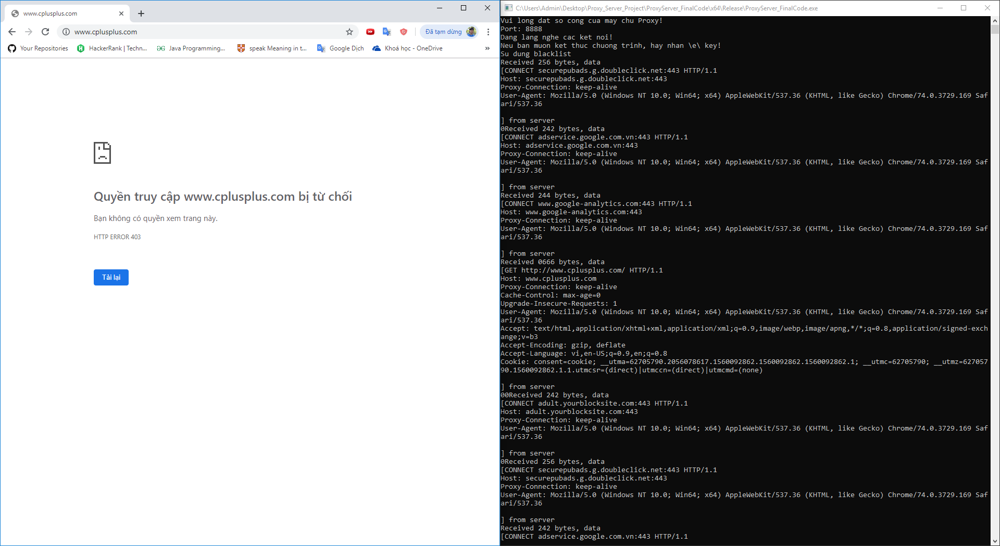 www.cplusplus.com
www.cplusplus.com
Đã tạm dừng
Your Repositories
HackerRank | Techn...
Java Programming...
speak Meaning in t...
Google Dịch
Khoá học - OneDrive
»
Quyền truy cập www.cplusplus.com bị từ chối
Bạn không có quyền xem trang này.
HTTP ERROR 403
Tải lại
C:\Users\Admin\Desktop\Proxy_Server_Project\ProxyServer_FinalCode\x64\Release\ProxyServer_FinalCode.exe
Vui long dat so cong cua may chu Proxy!
Port: 8888
Dang lang nghe cac ket noi!
Neu ban muon ket thuc chuong trinh, hay nhan \e\ key!
Su dung blacklist
Received 256 bytes, data
[CONNECT securepubads.g.doubleclick.net:443 HTTP/1.1
Host: securepubads.g.doubleclick.net:443
Proxy-Connection: keep-alive
User-Agent: Mozilla/5.0 (Windows NT 10.0; Win64; x64) AppleWebKit/537.36 (KHTML, like Gecko) Chrome/74.0.3729.169 Saf
ari/537.36
] from server
0Received 242 bytes, data
[CONNECT adservice.google.com.vn:443 HTTP/1.1
Host: adservice.google.com.vn:443
Proxy-Connection: keep-alive
User-Agent: Mozilla/5.0 (Windows NT 10.0; Win64; x64) AppleWebKit/537.36 (KHTML, like Gecko) Chrome/74.0.3729.169 Saf
ari/537.36
] from server
Received 244 bytes, data
[CONNECT www.google-analytics.com:443 HTTP/1.1
Host: www.google-analytics.com:443
Proxy-Connection: keep-alive
User-Agent: Mozilla/5.0 (Windows NT 10.0; Win64; x64) AppleWebKit/537.36 (KHTML, like Gecko) Chrome/74.0.3729.169 Saf
ari/537.36
] from server
Received 0666 bytes, data
[GET http://www.cplusplus.com/ HTTP/1.1
Host: www.cplusplus.com
Proxy-Connection: keep-alive
Cache-Control: max-age=0
Upgrade-Insecure-Requests: 1
User-Agent: Mozilla/5.0 (Windows NT 10.0; Win64; x64) AppleWebKit/537.36 (KHTML, like Gecko) Chrome/74.0.3729.169 Saf
ari/537.36
Accept: text/html,application/xhtml+xml,application/xml;q=0.9,image/webp,image/apng,*/*;q=0.8,application/signed-exch
ange;v=b3
Accept-Encoding: gzip, deflate
Accept-Language: vi,en-US;q=0.9,en;q=0.8
Cookie: consent=cookie; __utma=62705790.2056078617.1560092862.1560092862.1560092862.1; __utmc=62705790; __utmz=627057
90.1560092862.1.1.utmcsr=(direct)|utmccn=(direct)|utmcmd=(none)
] from server
00Received 242 bytes, data
[CONNECT adult.yourblocksite.com:443 HTTP/1.1
Host: adult.yourblocksite.com:443
Proxy-Connection: keep-alive
User-Agent: Mozilla/5.0 (Windows NT 10.0; Win64; x64) AppleWebKit/537.36 (KHTML, like Gecko) Chrome/74.0.3729.169 Saf
ari/537.36
] from server
0Received 256 bytes, data
[CONNECT securepubads.g.doubleclick.net:443 HTTP/1.1
Host: securepubads.g.doubleclick.net:443
Proxy-Connection: keep-alive
User-Agent: Mozilla/5.0 (Windows NT 10.0; Win64; x64) AppleWebKit/537.36 (KHTML, like Gecko) Chrome/74.0.3729.169 Saf
ari/537.36
] from server
Received 242 bytes, data
[CONNECT adservice.google.com.vn:443 HTTP/1.1